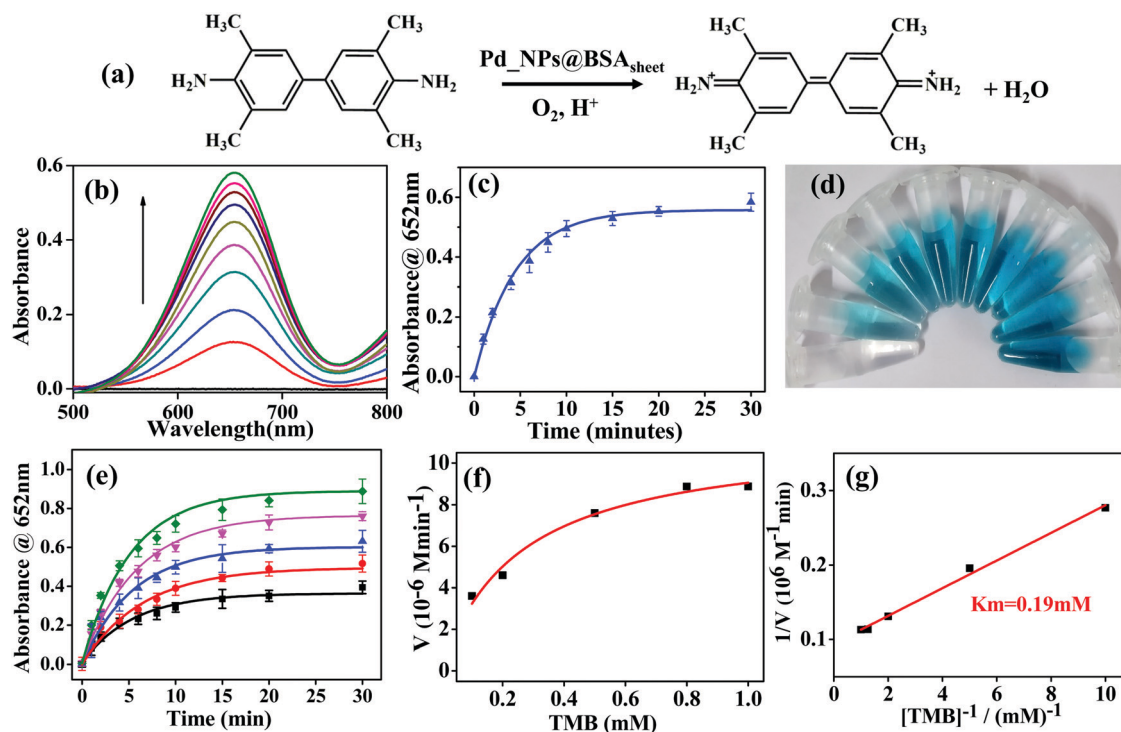 (a)
H₃C
CH₃
H₂N
NH₂
H₃C
CH₃
Pd_NPs@BSAsheet
O₂, H⁺
H₃C
CH₃
H₂N⁺
NH₂⁺
H₃C
CH₃
+ H₂O
(b)
Absorbance
0.6
0.4
0.2
0.0
500 600 700 800
Wavelength(nm)
(c)
Absorbance@ 652nm
0.6
0.4
0.2
0.0
0 5 10 15 20 25 30
Time (minutes)
(d)
(e)
Absorbance @ 652nm
1.0
0.8
0.6
0.4
0.2
0.0
0 5 10 15 20 25 30
Time (min)
(f)
V (10⁻⁶ Mmin⁻¹)
10
8
6
4
2
0
0.2 0.4 0.6 0.8 1.0
TMB (mM)
(g)
1/V (10⁶ M⁻¹min)
0.3
0.2
0.1
Km=0.19mM
0 2 4 6 8 10
[TMB]⁻¹ / (mM)⁻¹